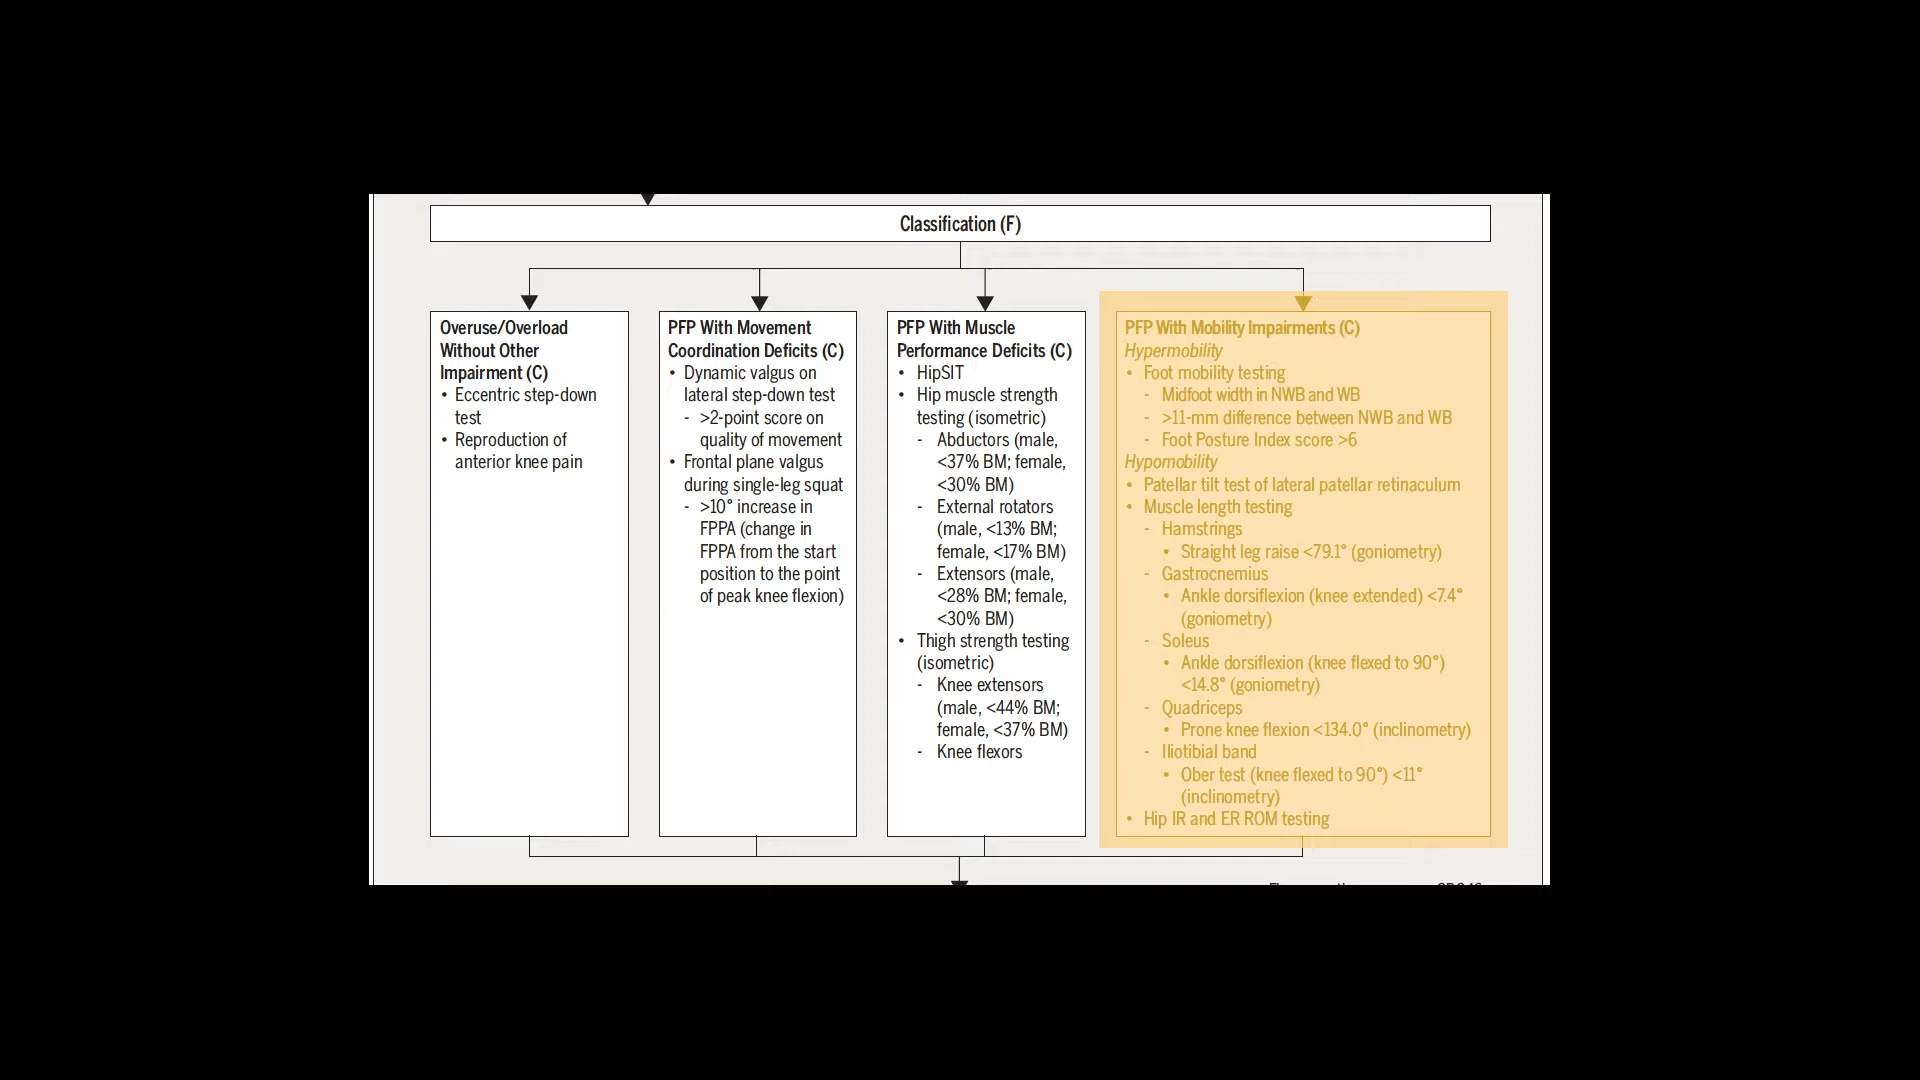 Classification (F)
Overuse/Overload
Without Other
Impairment (C)
• Eccentric step-down
test
• Reproduction of
anterior knee pain
PFP With Movement
Coordination Deficits (C)
• Dynamic valgus on
lateral step-down test
- >2-point score on
quality of movement
• Frontal plane valgus
during single-leg squat
- >10° increase in
FPPA (change in
FPPA from the start
position to the point
of peak knee flexion)
PFP With Muscle
Performance Deficits (C)
• HipSIT
• Hip muscle strength
testing (isometric)
- Abductors (male,
<37% BM; female,
<30% BM)
- External rotators
(male, <13% BM;
female, <17% BM)
- Extensors (male,
<28% BM; female,
<30% BM)
• Thigh strength testing
(isometric)
- Knee extensors
(male, <44% BM;
female, <37% BM)
- Knee flexors
PFP With Mobility Impairments (C)
Hypermobility
• Foot mobility testing
- Midfoot width in NWB and WB
- >11-mm difference between NWB and WB
- Foot Posture Index score >6
Hypomobility
• Patellar tilt test of lateral patellar retinaculum
• Muscle length testing
- Hamstrings
• Straight leg raise <79.1° (goniometry)
- Gastrocnemius
• Ankle dorsiflexion (knee extended) <7.4°
(goniometry)
- Soleus
• Ankle dorsiflexion (knee flexed to 90°)
<14.8° (goniometry)
- Quadriceps
• Prone knee flexion <134.0° (inclinometry)
- Iliotibial band
• Ober test (knee flexed to 90°) <11°
(inclinometry)
• Hip IR and ER ROM testing